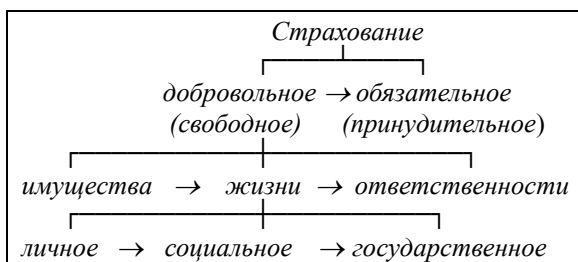 Страхование
добровольное → обязательное
(свободное) (принудительное)
имущества → жизни → ответственности
личное → социальное → государственное